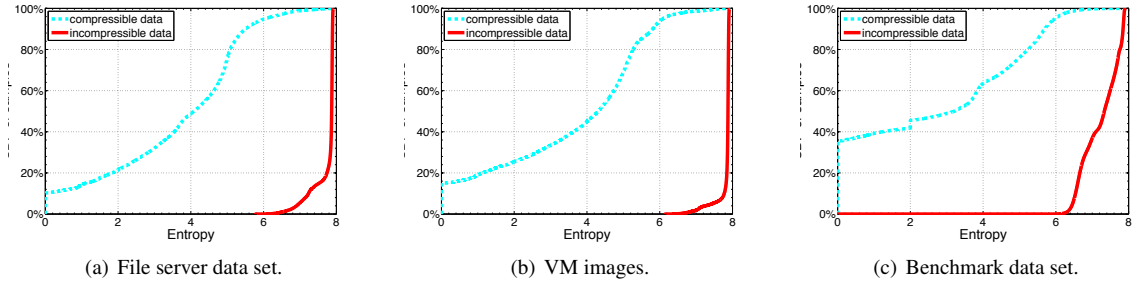 100%
80%
60%
40%
20%
0%
0 2 4 6 8
Entropy
compressible data
incompressible data
(a) File server data set.
100%
80%
60%
40%
20%
0%
0 2 4 6 8
Entropy
compressible data
incompressible data
(b) VM images.
100%
80%
60%
40%
20%
0%
0 2 4 6 8
Entropy
compressible data
incompressible data
(c) Benchmark data set.